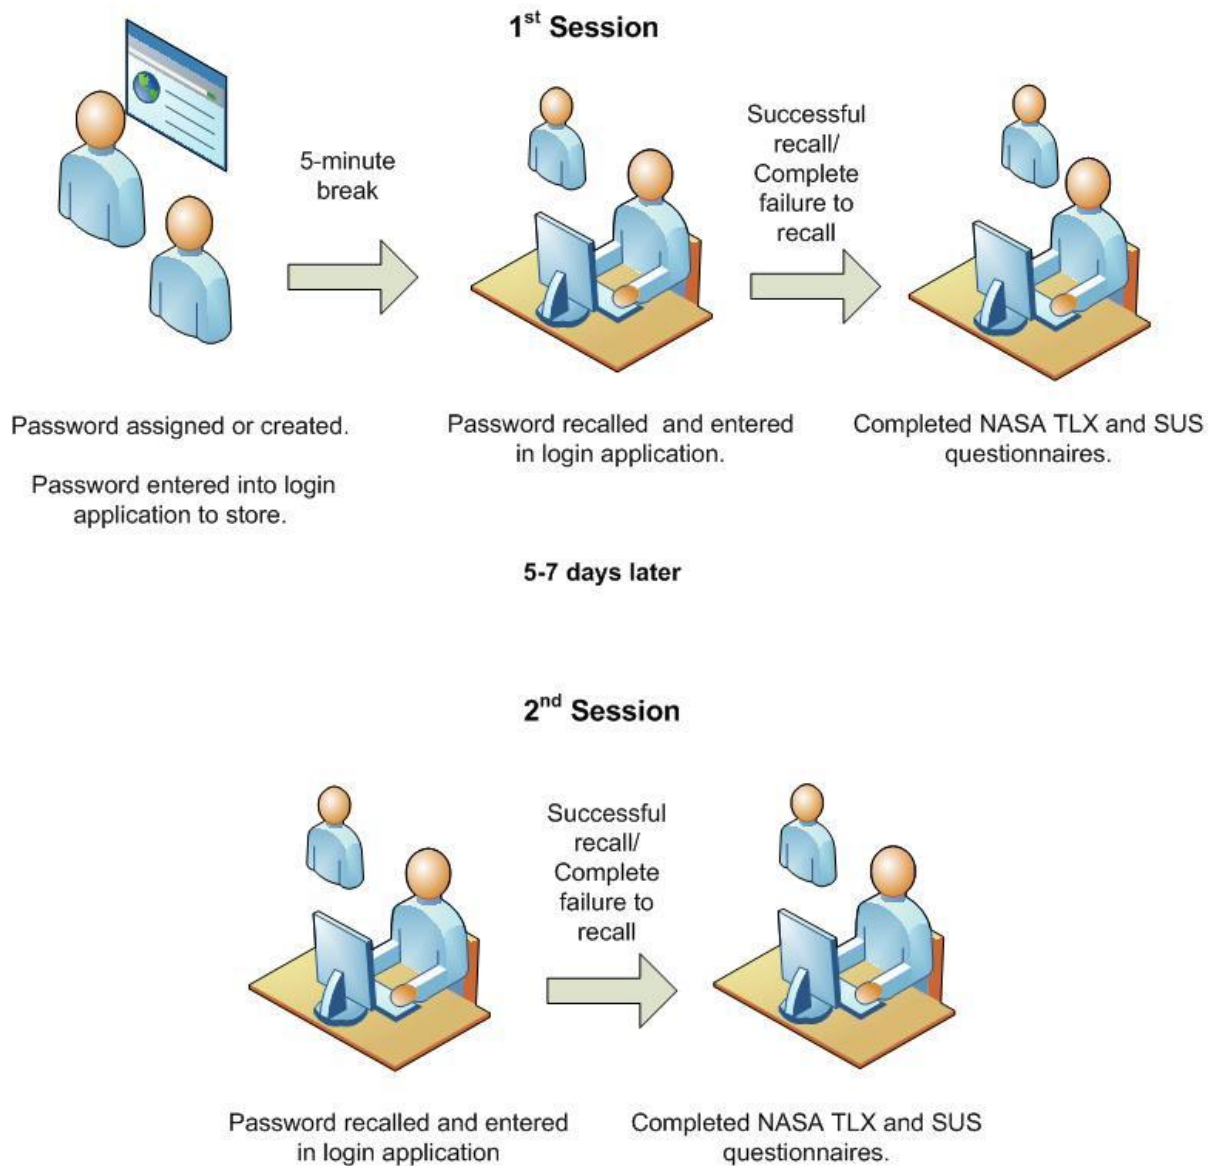 1st Session
5-minute
break
Successful
recall/
Complete
failure to
recall
Password assigned or created.
Password entered into login
application to store.
Password recalled and entered
in login application.
Completed NASA TLX and SUS
questionnaires.
5-7 days later
2nd Session
Successful
recall/
Complete
failure to
recall
Password recalled and entered
in login application
Completed NASA TLX and SUS
questionnaires.